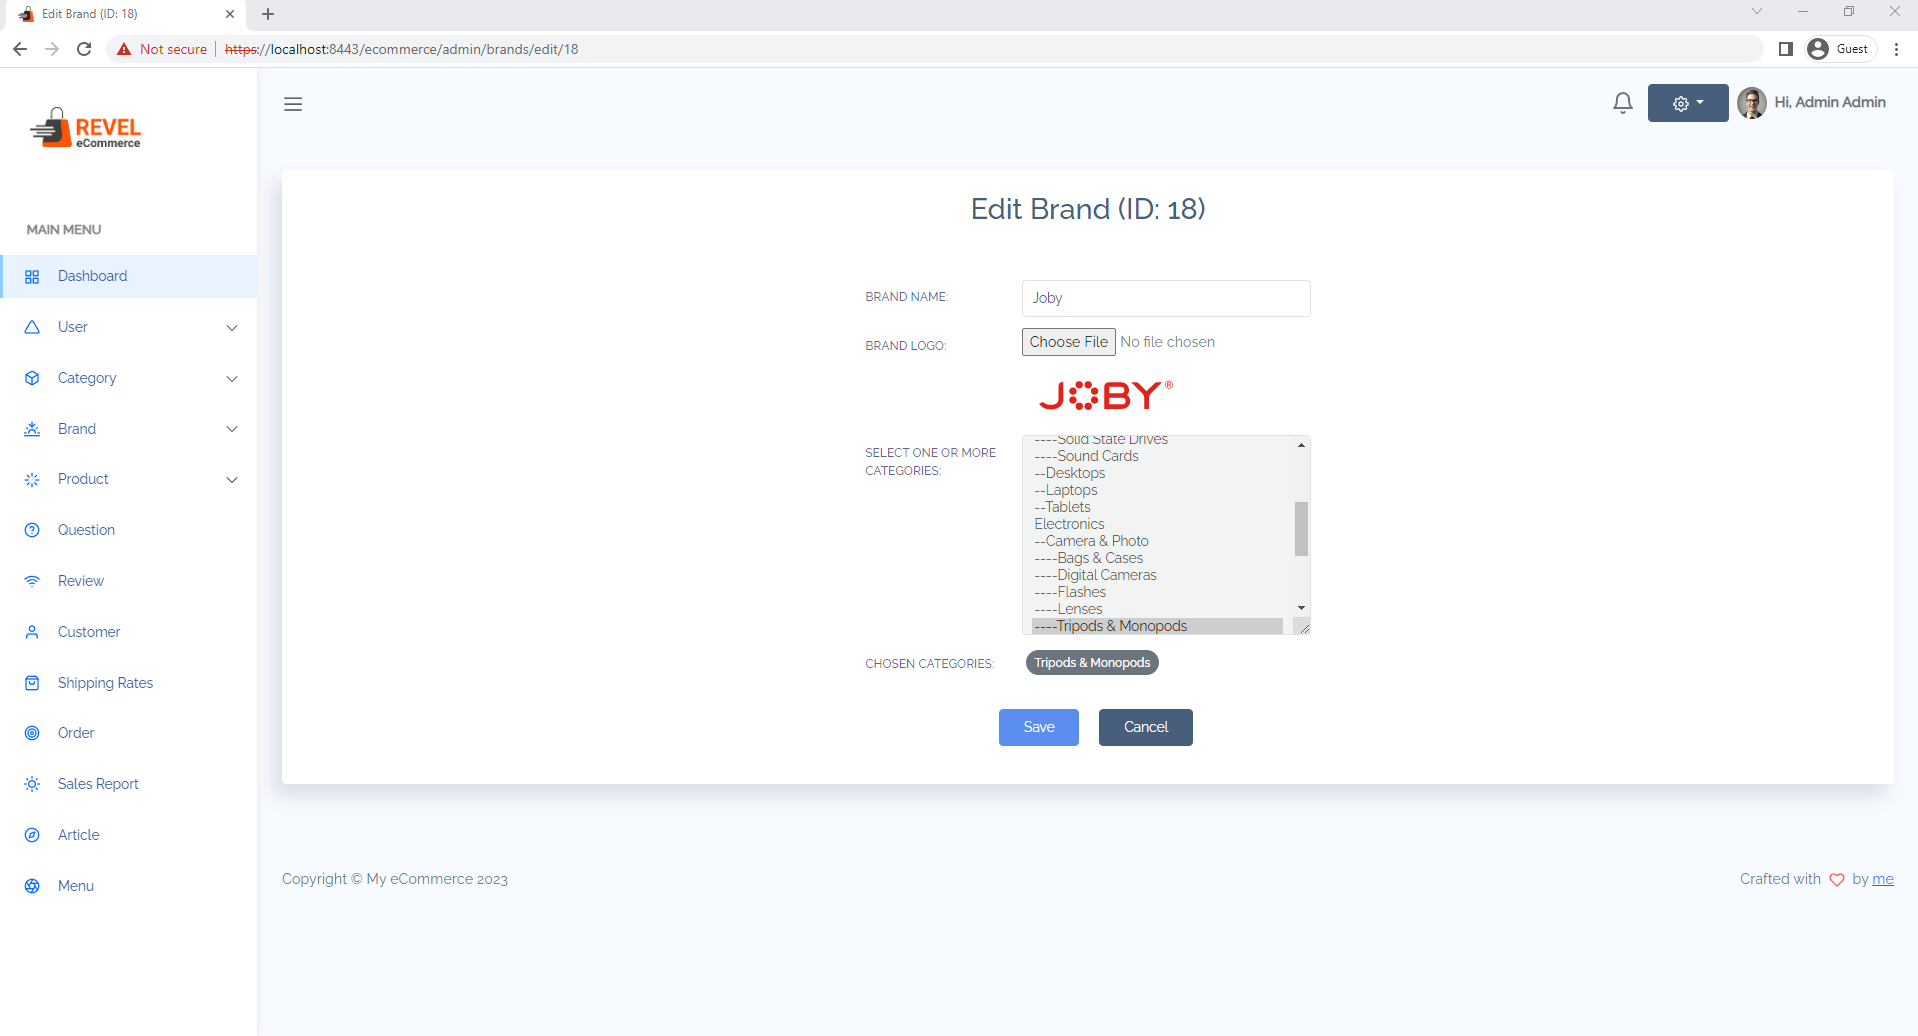 Edit Brand (ID: 18)
Not secure
https://localhost:8443/ecommerce/admin/brands/edit/18
Guest
REVEL
eCommerce
Hi, Admin Admin
MAIN MENU
Dashboard
User
Category
Brand
Product
Question
Review
Customer
Shipping Rates
Order
Sales Report
Article
Menu
Edit Brand (ID: 18)
BRAND NAME:
Joby
BRAND LOGO:
Choose File No file chosen
JOBY®
SELECT ONE OR MORE
CATEGORIES:
----Solid State Drives
----Sound Cards
--Desktops
--Laptops
--Tablets
Electronics
--Camera & Photo
----Bags & Cases
----Digital Cameras
----Flashes
----Lenses
----Tripods & Monopods
CHOSEN CATEGORIES:
Tripods & Monopods
Save
Cancel
Copyright © My eCommerce 2023
Crafted with by me